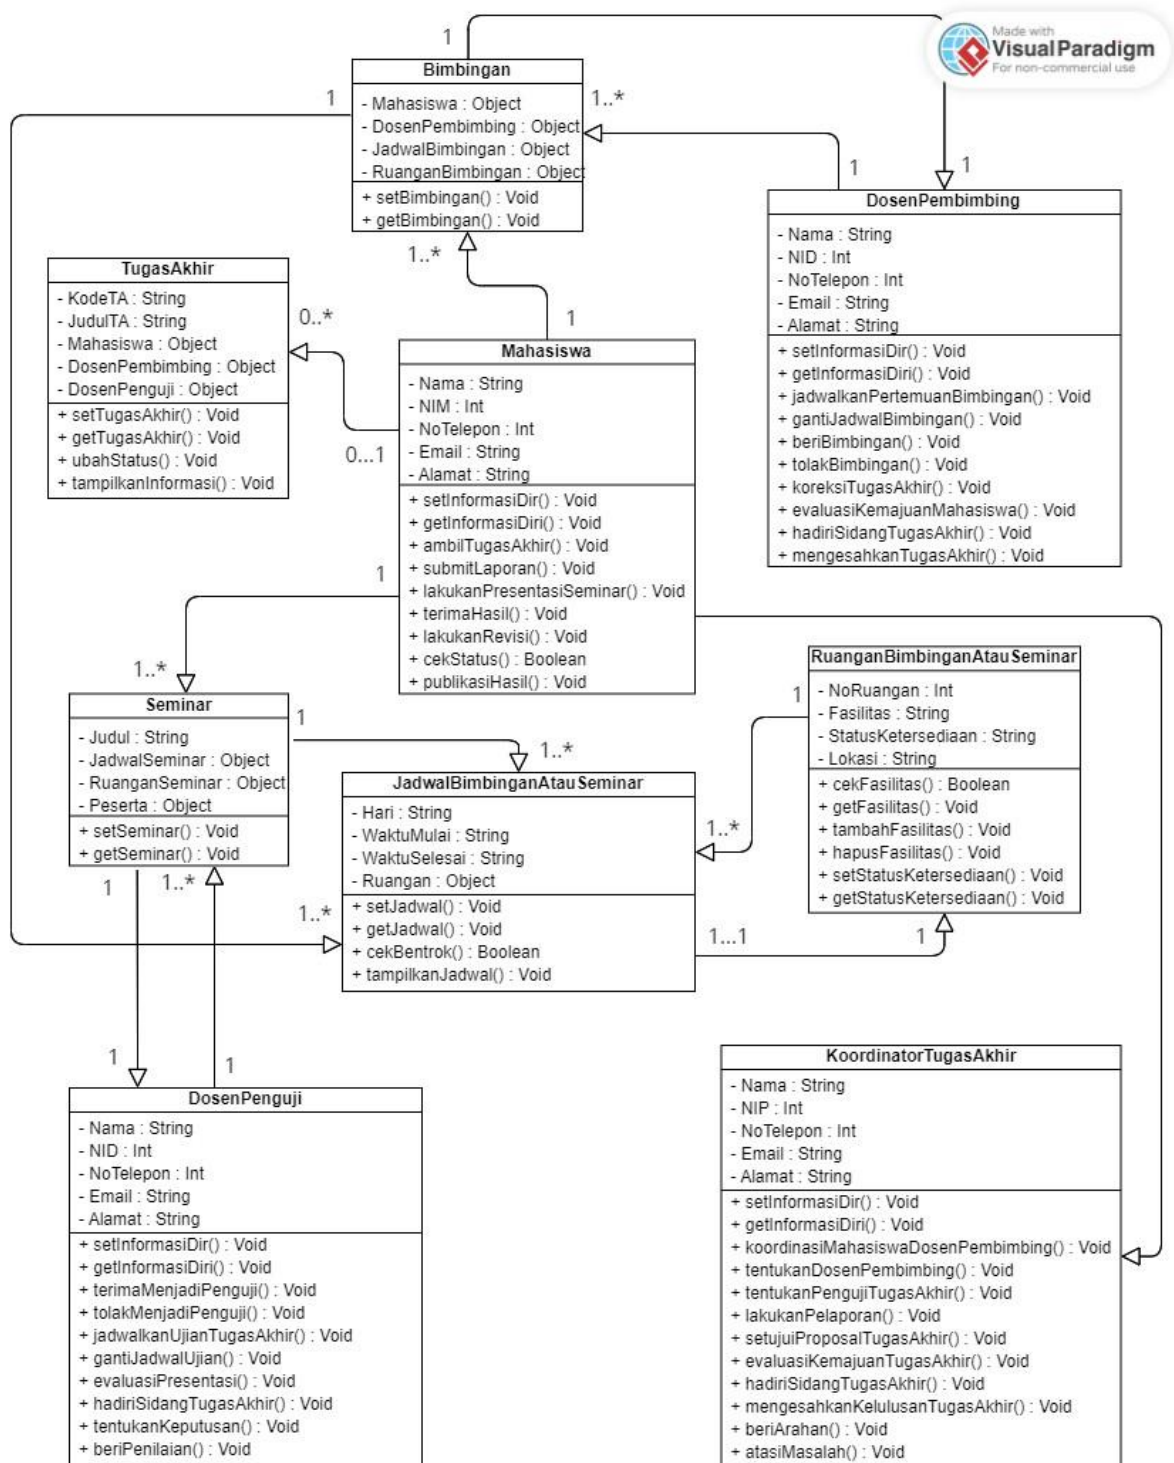 Made with
Visual Paradigm
For non-commercial use
1
Bimbingan
- Mahasiswa : Object
- DosenPembimbing : Object
- JadwalBimbingan : Object
- RuanganBimbingan : Object
+ setBimbingan() : Void
+ getBimbingan() : Void
1
1..*
1
1
1..*
1
DosenPembimbing
- Nama : String
- NID : Int
- NoTelepon : Int
- Email : String
- Alamat : String
+ setInformasiDir() : Void
+ getInformasiDiri() : Void
+ jadwalkanPertemuanBimbingan() : Void
+ gantiJadwalBimbingan() : Void
+ beriBimbingan() : Void
+ tolakBimbingan() : Void
+ koreksiTugasAkhir() : Void
+ evaluasiKemajuanMahasiswa() : Void
+ hadiriSidangTugasAkhir() : Void
+ mengesahkanTugasAkhir() : Void
TugasAkhir
- KodeTA : String
- JudulTA : String
- Mahasiswa : Object
- DosenPembimbing : Object
- DosenPenguji : Object
+ setTugasAkhir() : Void
+ getTugasAkhir() : Void
+ ubahStatus() : Void
+ tampilkanInformasi() : Void
0..*
0...1
Mahasiswa
- Nama : String
- NIM : Int
- NoTelepon : Int
- Email : String
- Alamat : String
+ setInformasiDir() : Void
+ getInformasiDiri() : Void
+ ambilTugasAkhir() : Void
+ submitLaporan() : Void
+ lakukanPresentasiSeminar() : Void
+ terimaHasil() : Void
+ lakukanRevisi() : Void
+ cekStatus() : Boolean
+ publikasiHasil() : Void
1
1..*
Seminar
- Judul : String
- JadwalSeminar : Object
- RuanganSeminar : Object
- Peserta : Object
+ setSeminar() : Void
+ getSeminar() : Void
1
1..*
JadwalBimbinganAtauSeminar
- Hari : String
- WaktuMulai : String
- WaktuSelesai : String
- Ruangan : Object
+ setJadwal() : Void
+ getJadwal() : Void
+ cekBentrok() : Boolean
+ tampilkanJadwal() : Void
RuanganBimbinganAtauSeminar
- NoRuangan : Int
- Fasilitas : String
- StatusKetersediaan : String
- Lokasi : String
+ cekFasilitas() : Boolean
+ getFasilitas() : Void
+ tambahFasilitas() : Void
+ hapusFasilitas() : Void
+ setStatusKetersediaan() : Void
+ getStatusKetersediaan() : Void
1
1..*
1...1
1
1..*
1
1..*
1
1
DosenPenguji
- Nama : String
- NID : Int
- NoTelepon : Int
- Email : String
- Alamat : String
+ setInformasiDir() : Void
+ getInformasiDiri() : Void
+ terimaMenjadiPenguji() : Void
+ tolakMenjadiPenguji() : Void
+ jadwalkanUjianTugasAkhir() : Void
+ gantiJadwalUjian() : Void
+ evaluasiPresentasi() : Void
+ hadiriSidangTugasAkhir() : Void
+ tentukanKeputusan() : Void
+ beriPenilaian() : Void
KoordinatorTugasAkhir
- Nama : String
- NIP : Int
- NoTelepon : Int
- Email : String
- Alamat : String
+ setInformasiDir() : Void
+ getInformasiDiri() : Void
+ koordinasiMahasiswaDosenPembimbing() : Void
+ tentukanDosenPembimbing() : Void
+ tentukanPengujiTugasAkhir() : Void
+ lakukanPelaporan() : Void
+ setujuiProposalTugasAkhir() : Void
+ evaluasiKemajuanTugasAkhir() : Void
+ hadiriSidangTugasAkhir() : Void
+ mengesahkanKelulusanTugasAkhir() : Void
+ beriArahan() : Void
+ atasiMasalah() : Void